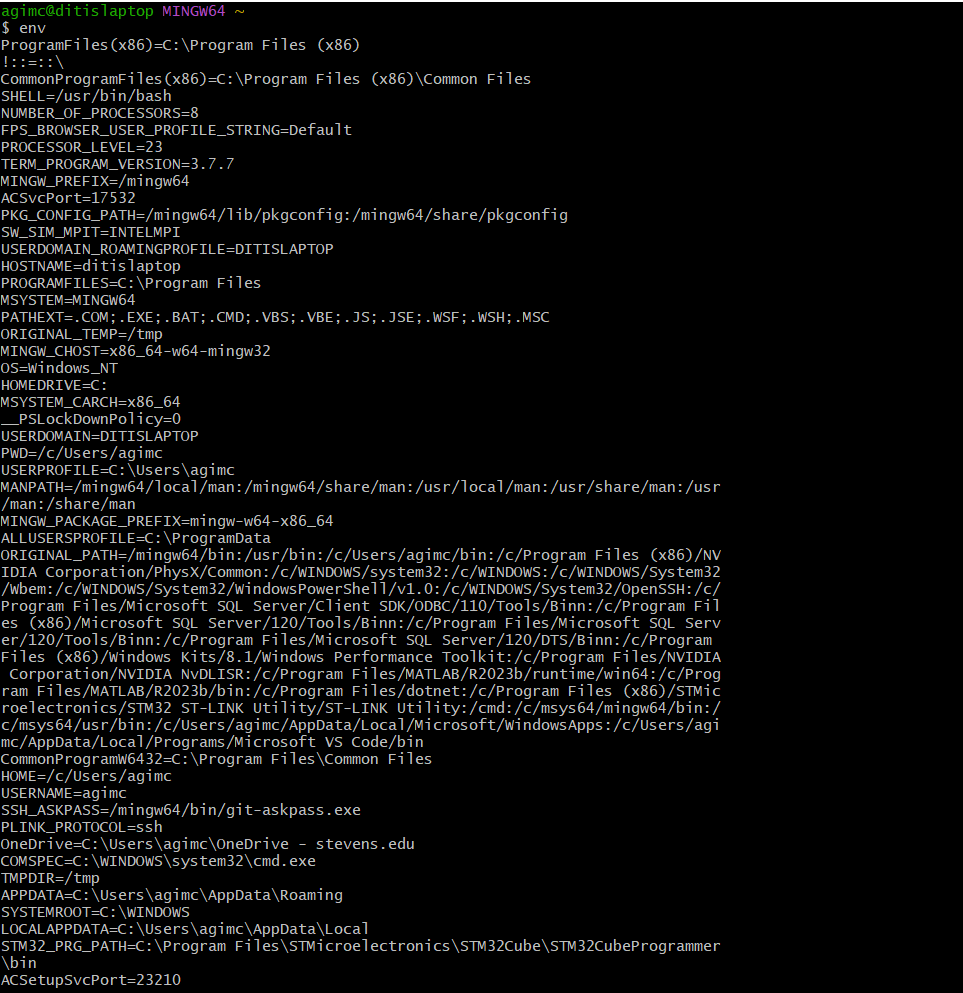 agimc@ditislaptop MINGW64 ~
$ env
ProgramFiles(x86)=C:\Program Files (x86)
!::=::\
CommonProgramFiles(x86)=C:\Program Files (x86)\Common Files
SHELL=/usr/bin/bash
NUMBER_OF_PROCESSORS=8
FPS_BROWSER_USER_PROFILE_STRING=Default
PROCESSOR_LEVEL=23
TERM_PROGRAM_VERSION=3.7.7
MINGW_PREFIX=/mingw64
ACSvcPort=17532
PKG_CONFIG_PATH=/mingw64/lib/pkgconfig:/mingw64/share/pkgconfig
SW_SIM_MPIT=INTELMPI
USERDOMAIN_ROAMINGPROFILE=DITISLAPTOP
HOSTNAME=ditislaptop
PROGRAMFILES=C:\Program Files
MSYSTEM=MINGW64
PATHEXT=.COM;.EXE;.BAT;.CMD;.VBS;.VBE;.JS;.JSE;.WSF;.WSH;.MSC
ORIGINAL_TEMP=/tmp
MINGW_CHOST=x86_64-w64-mingw32
OS=Windows_NT
HOMEDRIVE=C:
MSYSTEM_CARCH=x86_64
__PSLockDownPolicy=0
USERDOMAIN=DITISLAPTOP
PWD=/c/Users/agimc
USERPROFILE=C:\Users\agimc
MANPATH=/mingw64/local/man:/mingw64/share/man:/usr/local/man:/usr/share/man:/usr
/man:/share/man
MINGW_PACKAGE_PREFIX=mingw-w64-x86_64
ALLUSERSPROFILE=C:\ProgramData
ORIGINAL_PATH=/mingw64/bin:/usr/bin:/c/Users/agimc/bin:/c/Program Files (x86)/NV
IDIA Corporation/PhysX/Common:/c/WINDOWS/system32:/c/WINDOWS:/c/WINDOWS/System32
/Wbem:/c/WINDOWS/System32/WindowsPowerShell/v1.0:/c/WINDOWS/System32/OpenSSH:/c/
Program Files/Microsoft SQL Server/Client SDK/ODBC/110/Tools/Binn:/c/Program Fil
es (x86)/Microsoft SQL Server/120/Tools/Binn:/c/Program Files/Microsoft SQL Serv
er/120/Tools/Binn:/c/Program Files/Microsoft SQL Server/120/DTS/Binn:/c/Program 
Files (x86)/Windows Kits/8.1/Windows Performance Toolkit:/c/Program Files/NVIDIA
 Corporation/NVIDIA NvDLISR:/c/Program Files/MATLAB/R2023b/runtime/win64:/c/Prog
ram Files/MATLAB/R2023b/bin:/c/Program Files/dotnet:/c/Program Files (x86)/STMic
roelectronics/STM32 ST-LINK Utility/ST-LINK Utility:/cmd:/c/msys64/mingw64/bin:/
c/msys64/usr/bin:/c/Users/agimc/AppData/Local/Microsoft/WindowsApps:/c/Users/agi
mc/AppData/Local/Programs/Microsoft VS Code/bin
CommonProgramW6432=C:\Program Files\Common Files
HOME=/c/Users/agimc
USERNAME=agimc
SSH_ASKPASS=/mingw64/bin/git-askpass.exe
PLINK_PROTOCOL=ssh
OneDrive=C:\Users\agimc\OneDrive - stevens.edu
COMSPEC=C:\WINDOWS\system32\cmd.exe
TMPDIR=/tmp
APPDATA=C:\Users\agimc\AppData\Roaming
SYSTEMROOT=C:\WINDOWS
LOCALAPPDATA=C:\Users\agimc\AppData\Local
STM32_PRG_PATH=C:\Program Files\STMicroelectronics\STM32Cube\STM32CubeProgrammer
\bin
ACSetupSvcPort=23210